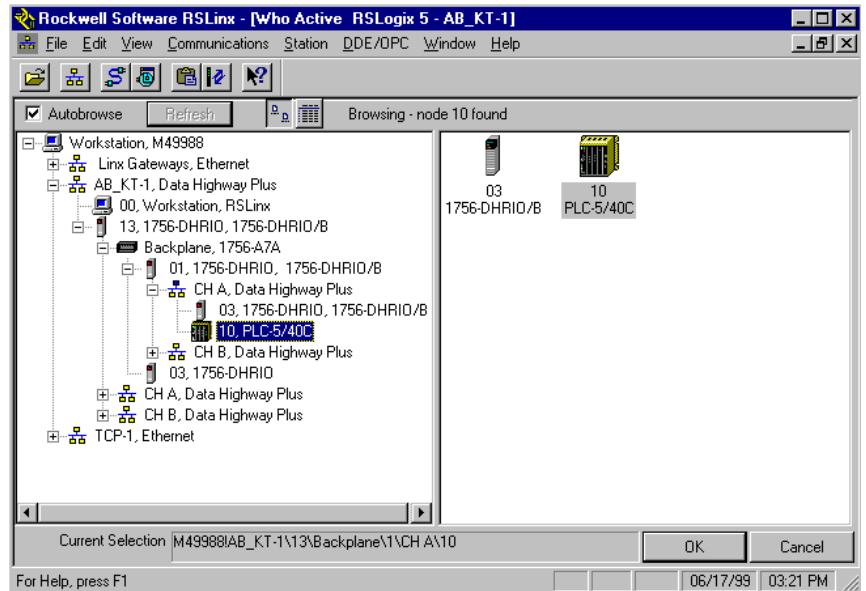 Rockwell Software RSLinx - [Who Active RSLogix 5 - AB_KT-1]
File Edit View Communications Station DDE/OPC Window Help
Autobrowse Refresh Browsing - node 10 found
Workstation, M49988
Linx Gateways, Ethernet
AB_KT-1, Data Highway Plus
00, Workstation, RSLinx
13, 1756-DHRIO, 1756-DHRIO/B
Backplane, 1756-A7A
01, 1756-DHRIO, 1756-DHRIO/B
CH A, Data Highway Plus
03, 1756-DHRIO, 1756-DHRIO/B
10, PLC-5/40C
CH B, Data Highway Plus
03, 1756-DHRIO
CH A, Data Highway Plus
CH B, Data Highway Plus
TCP-1, Ethernet
03
1756-DHRIO/B
10
PLC-5/40C
Current Selection M49988!AB_KT-1\13\Backplane\1\CH A\10
OK Cancel
For Help, press F1 06/17/99 03:21 PM